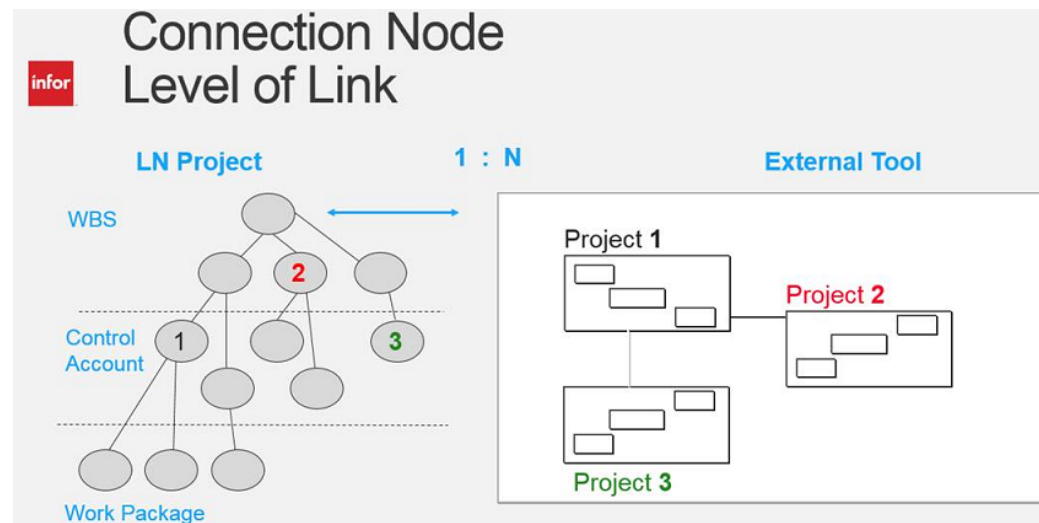 Connection Node
infor
Level of Link
LN Project
1 : N
External Tool
WBS
Project 1
2
Project 2
Control
Account
1
3
Project 3
Work Package